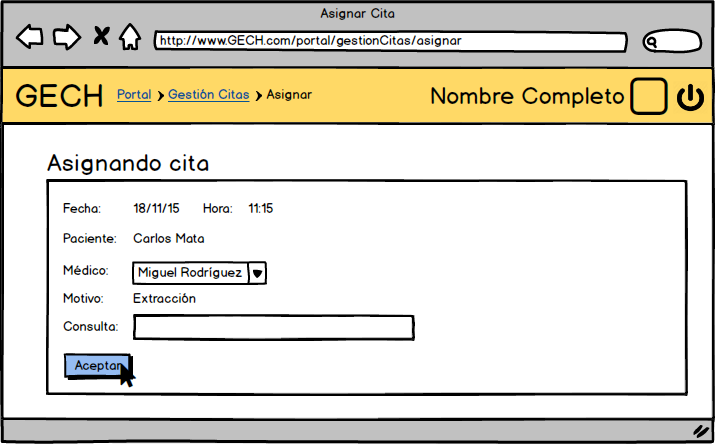 Asignar Cita
http://www.GECH.com/portal/gestionCitas/asignar
GECH Portal > Gestión Citas > Asignar Nombre Completo
Asignando cita
Fecha: 18/11/15 Hora: 11:15
Paciente: Carlos Mata
Médico: Miguel Rodríguez
Motivo: Extracción
Consulta:
Aceptar